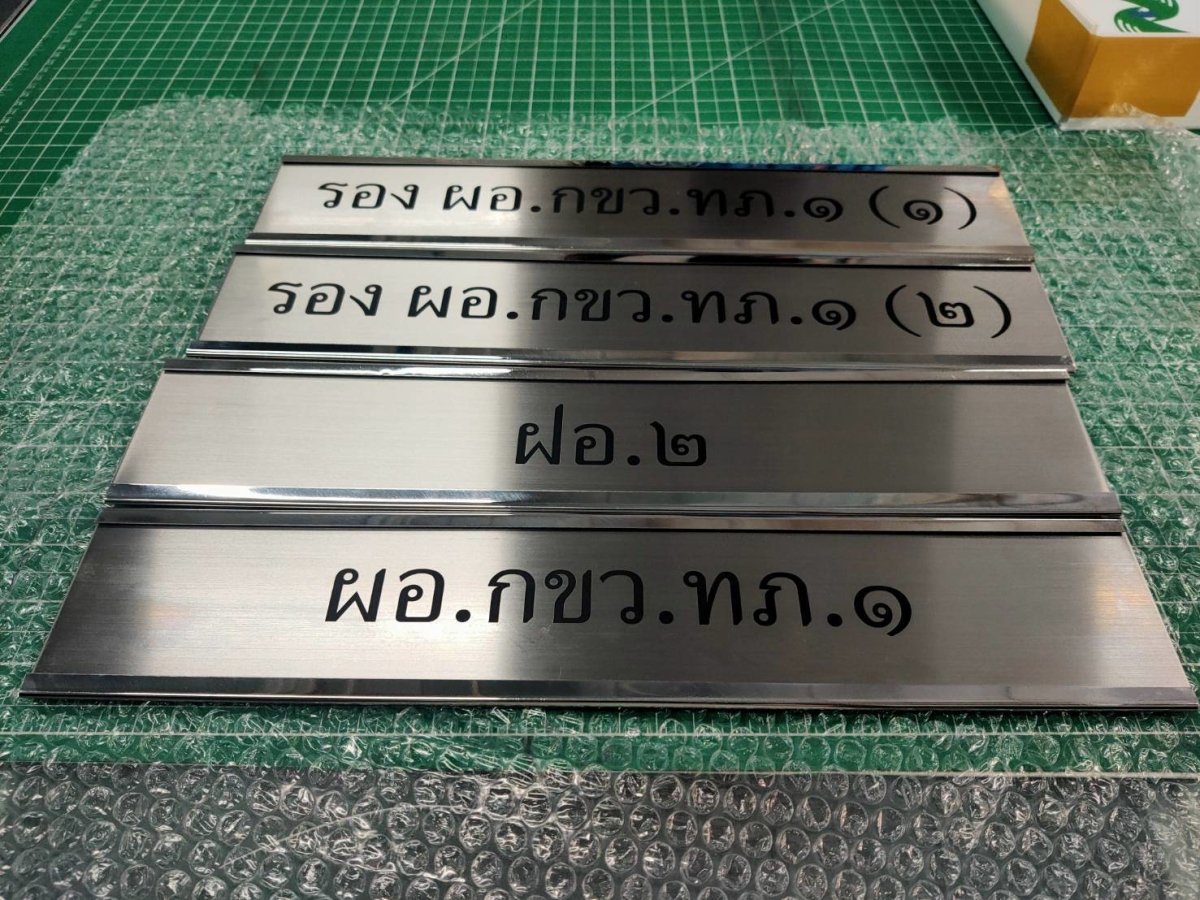 รอง ผอ.กขว.ทภ.๑ (๑)
รอง ผอ.กขว.ทภ.๑ (๒)
ฝอ.๒
ผอ.กขว.ทภ.๑